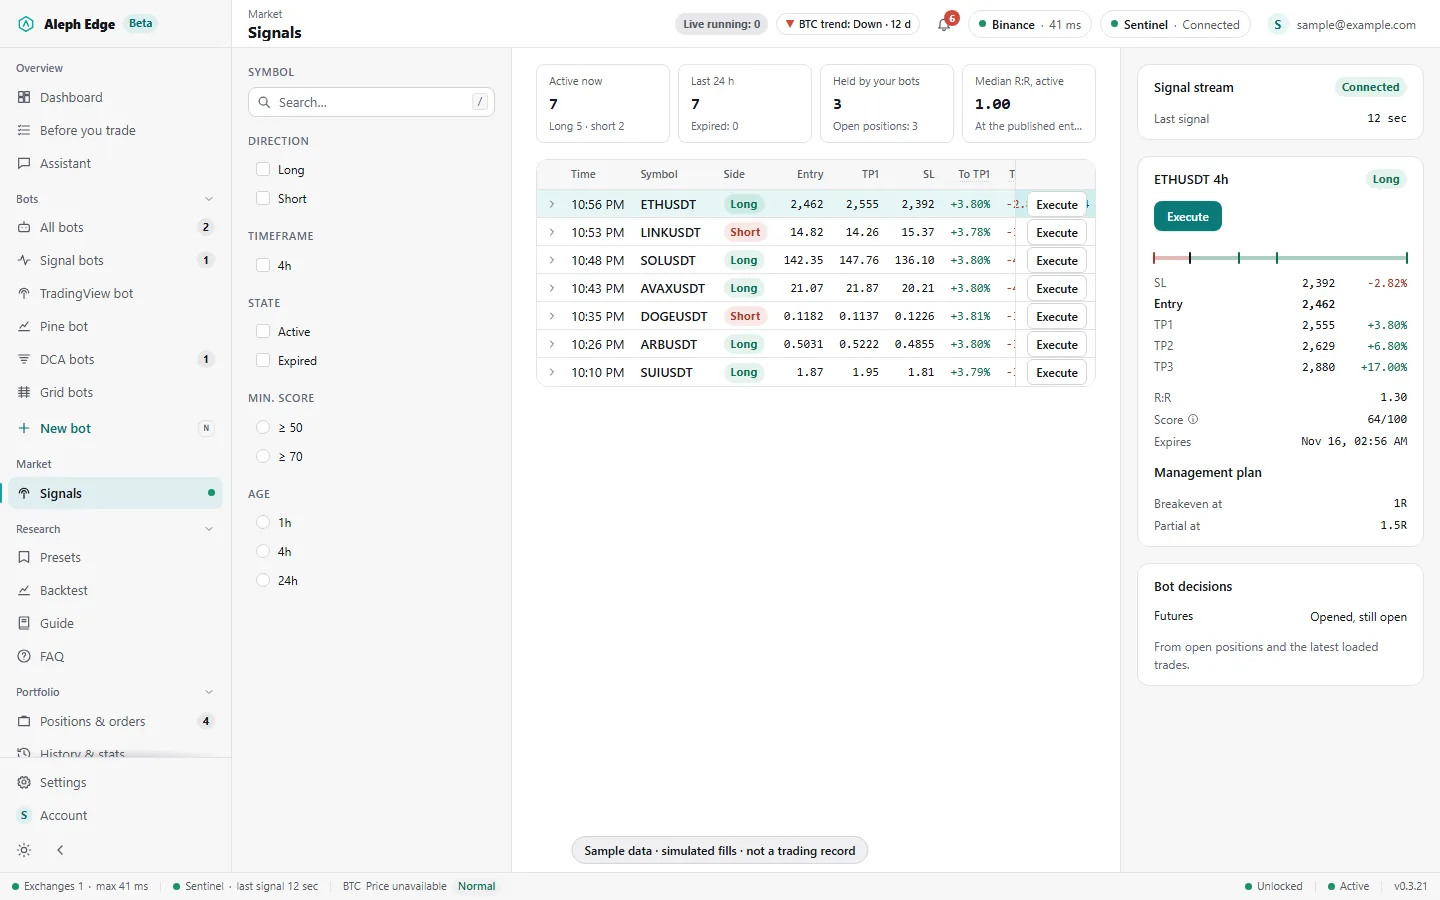 Aleph Edge Beta
Overview
Dashboard
Before you trade
Assistant
Bots
All bots 2
Signal bots 1
TradingView bot
Pine bot
DCA bots 1
Grid bots
New bot N
Market
Signals
Research
Presets
Backtest
Guide
FAQ
Portfolio
Positions & orders 4
History & stats
Settings
S Account
Market
Signals
Live running: 0
BTC trend: Down · 12 d
6
Binance · 41 ms
Sentinel · Connected
S sample@example.com
SYMBOL
Search... /
DIRECTION
Long
Short
TIMEFRAME
4h
STATE
Active
Expired
MIN. SCORE
≥ 50
≥ 70
AGE
1h
4h
24h
Active now
7
Long 5 · short 2
Last 24 h
7
Expired: 0
Held by your bots
3
Open positions: 3
Median R:R, active
1.00
At the published ent...
Time Symbol Side Entry TP1 SL To TP1
10:56 PM ETHUSDT Long 2,462 2,555 2,392 +3.80% Execute
10:53 PM LINKUSDT Short 14.82 14.26 15.37 +3.78% Execute
10:48 PM SOLUSDT Long 142.35 147.76 136.10 +3.80% Execute
10:43 PM AVAXUSDT Long 21.07 21.87 20.21 +3.80% Execute
10:35 PM DOGEUSDT Short 0.1182 0.1137 0.1226 +3.81% Execute
10:26 PM ARBUSDT Long 0.5031 0.5222 0.4855 +3.80% Execute
10:10 PM SUIUSDT Long 1.87 1.95 1.81 +3.79% Execute
Sample data · simulated fills · not a trading record
Signal stream Connected
Last signal 12 sec
ETHUSDT 4h Long
Execute
SL 2,392 -2.82%
Entry 2,462
TP1 2,555 +3.80%
TP2 2,629 +6.80%
TP3 2,880 +17.00%
R:R 1.30
Score 64/100
Expires Nov 16, 02:56 AM
Management plan
Breakeven at 1R
Partial at 1.5R
Bot decisions
Futures Opened, still open
From open positions and the latest loaded
trades.
Exchanges 1 · max 41 ms
Sentinel · last signal 12 sec
BTC Price unavailable Normal
Unlocked
Active
v0.3.21